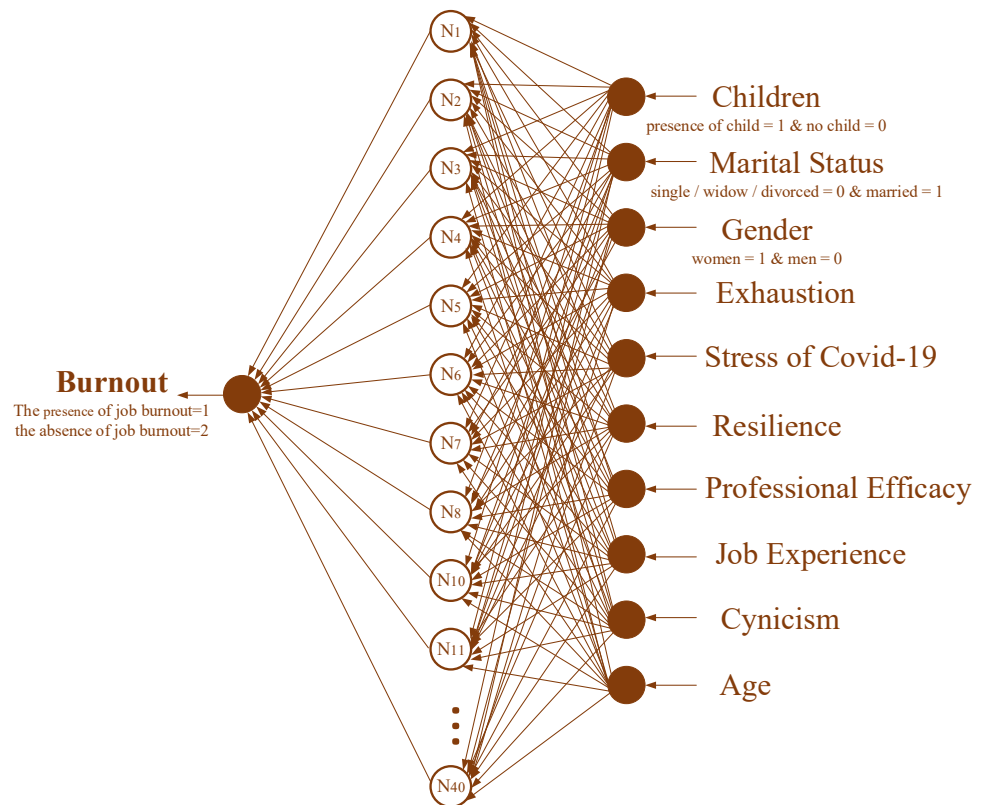 Burnout
The presence of job burnout=1
the absence of job burnout=2
N1
N2
N3
N4
N5
N6
N7
N8
N10
N11
N40
Children
presence of child = 1 & no child = 0
Marital Status
single / widow / divorced = 0 & married = 1
Gender
women = 1 & men = 0
Exhaustion
Stress of Covid-19
Resilience
Professional Efficacy
Job Experience
Cynicism
Age